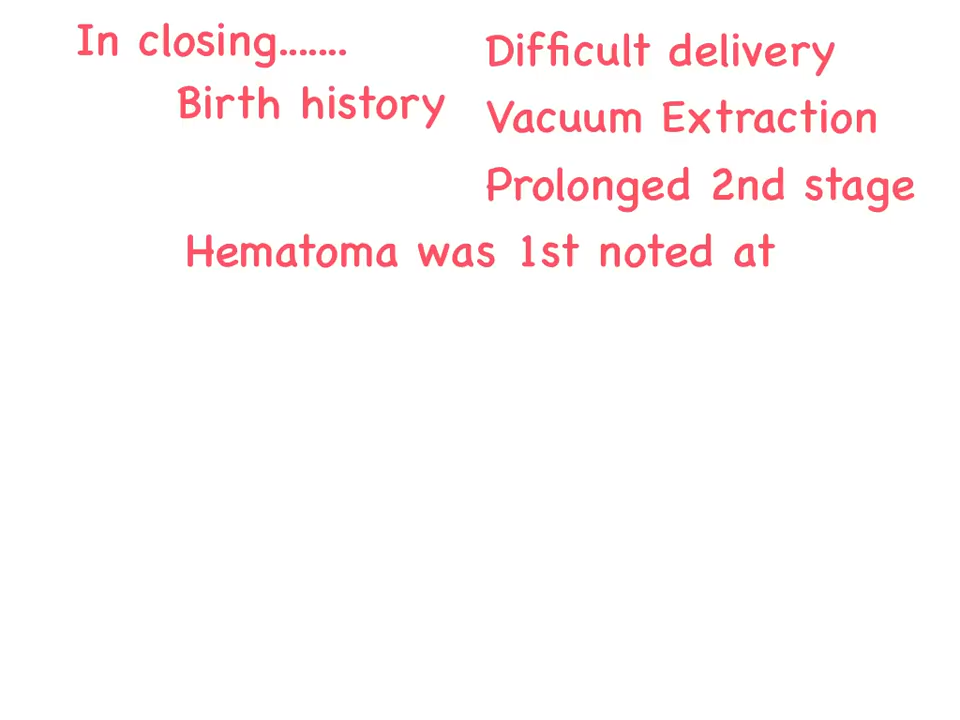 In closing.......
Birth history
Difficult delivery
Vacuum Extraction
Prolonged 2nd stage
Hematoma was 1st noted at